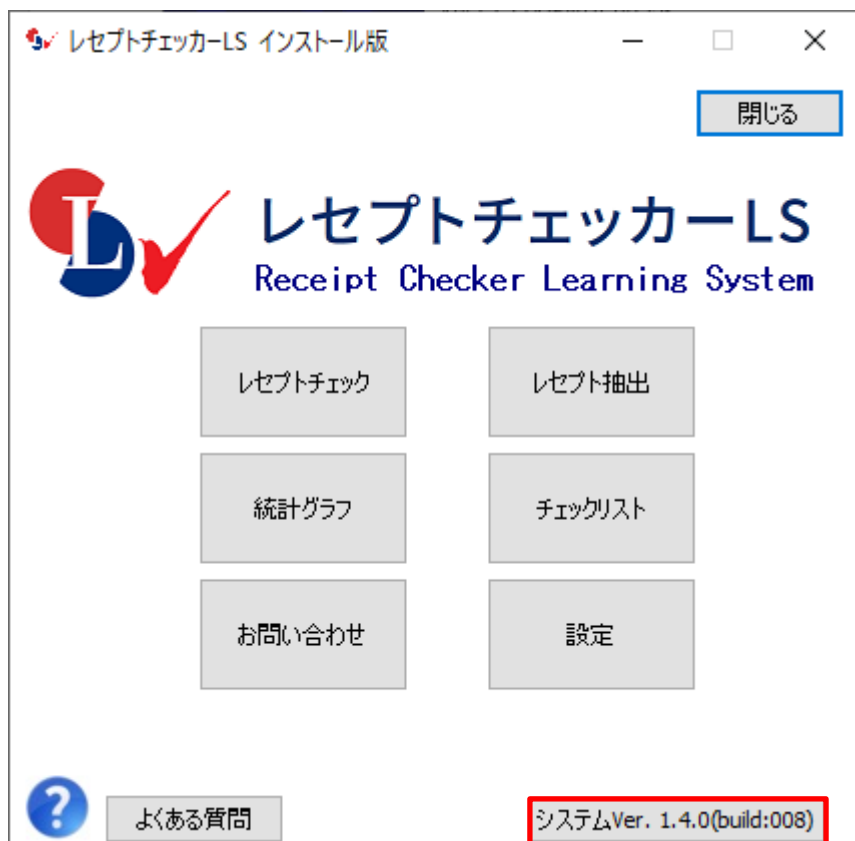 レセプトチェッカーLS インストール版
閉じる
レセプトチェッカーLS
Receipt Checker Learning System
レセプトチェック
レセプト抽出
統計グラフ
チェックリスト
お問い合わせ
設定
よくある質問
システムVer. 1.4.0(build:008)